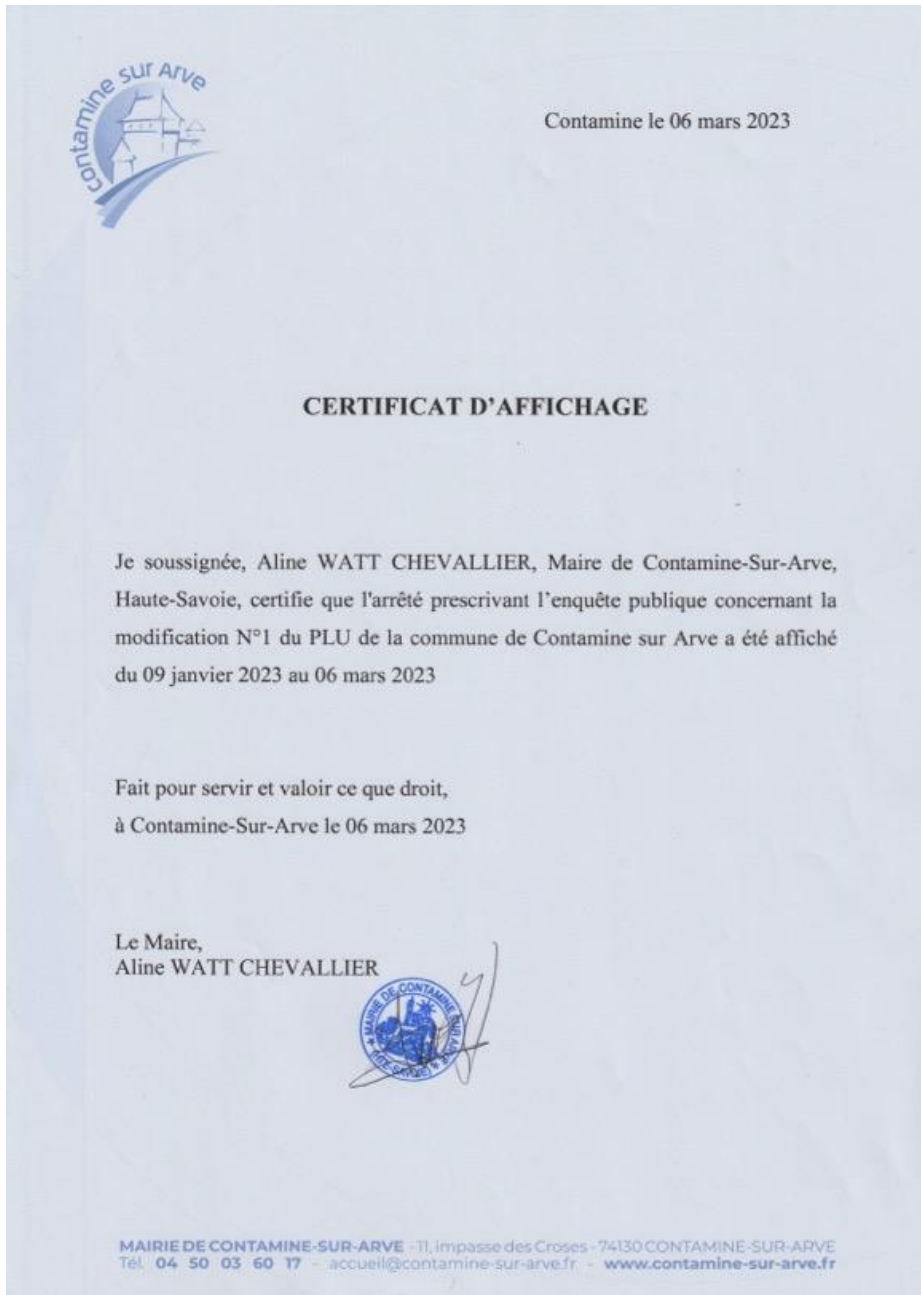 contamine sur Arve
Contamine le 06 mars 2023
CERTIFICAT D'AFFICHAGE
Je soussignée, Aline WATT CHEVALLIER, Maire de Contamine-Sur-Arve,
Haute-Savoie, certifie que l'arrêté prescrivant l'enquête publique concernant la
modification N°1 du PLU de la commune de Contamine sur Arve a été affiché
du 09 janvier 2023 au 06 mars 2023
Fait pour servir et valoir ce que droit,
à Contamine-Sur-Arve le 06 mars 2023
Le Maire,
Aline WATT CHEVALLIER
MAIRIE DE CONTAMINE SUR ARVE
MAIRIE DE CONTAMINE-SUR-ARVE - 11, impasse des Croses - 74130 CONTAMINE-SUR-ARVE
Tél. 04 50 03 60 17 - accueil@contamine-sur-arve.fr - www.contamine-sur-arve.fr